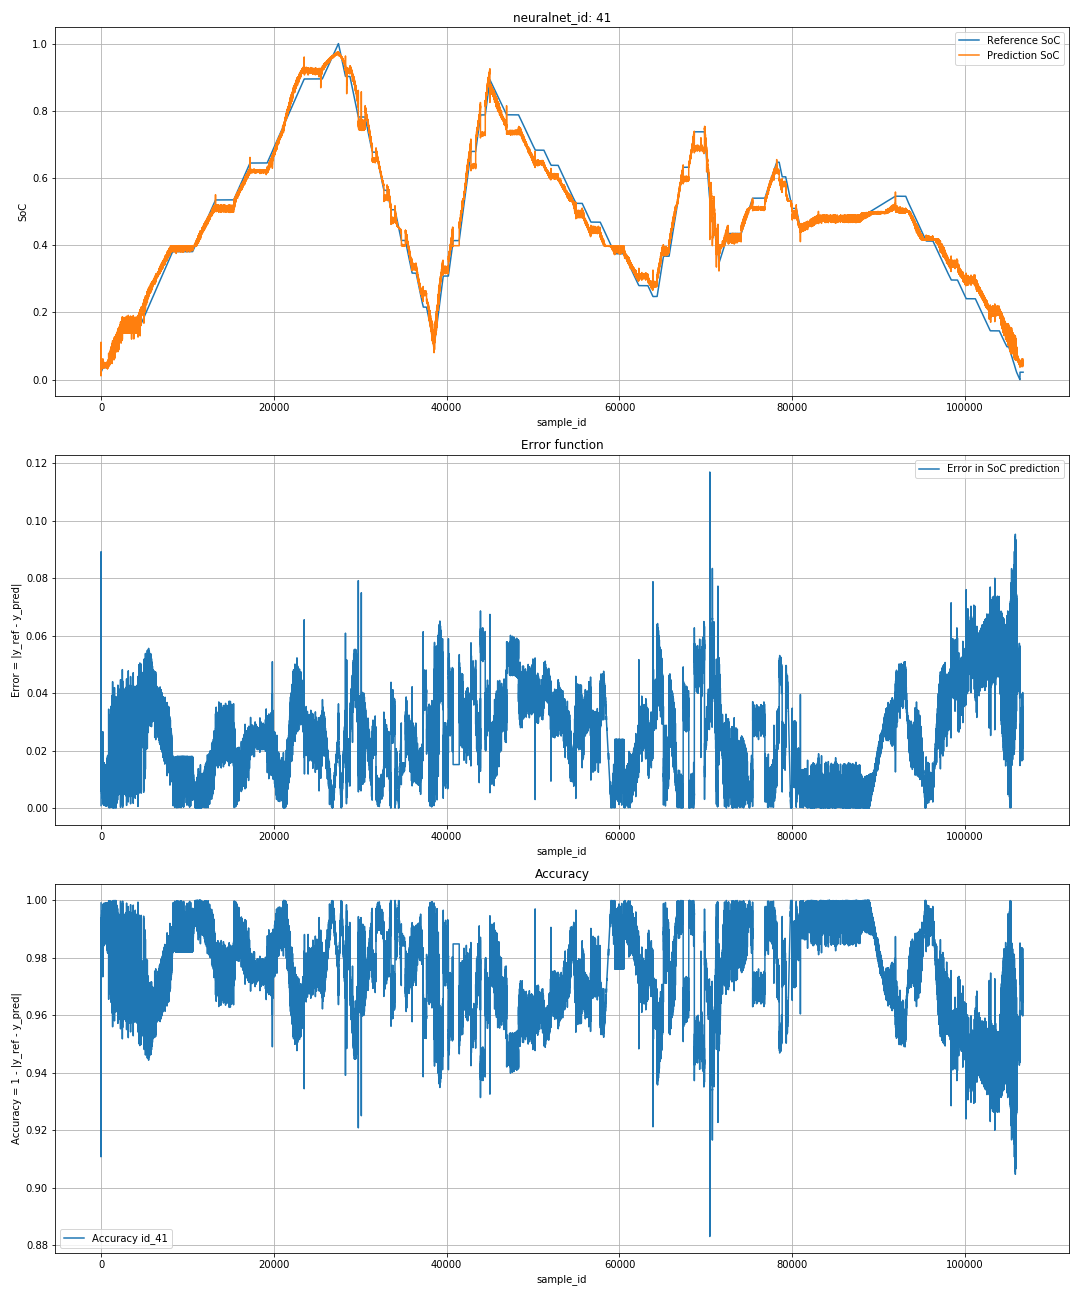 neuralnet_id: 41
Reference SoC
Prediction SoC
1.0
0.8
0.6
0.4
0.2
0.0
SoC
0
20000
40000
60000
80000
100000
sample_id
Error function
Error in SoC prediction
0.12
0.10
0.08
0.06
0.04
0.02
0.00
Error = |y_ref - y_pred|
0
20000
40000
60000
80000
100000
sample_id
Accuracy
1.00
0.98
0.96
0.94
0.92
0.90
0.88
Accuracy = 1 - |y_ref - y_pred|
Accuracy id_41
0
20000
40000
60000
80000
100000
sample_id